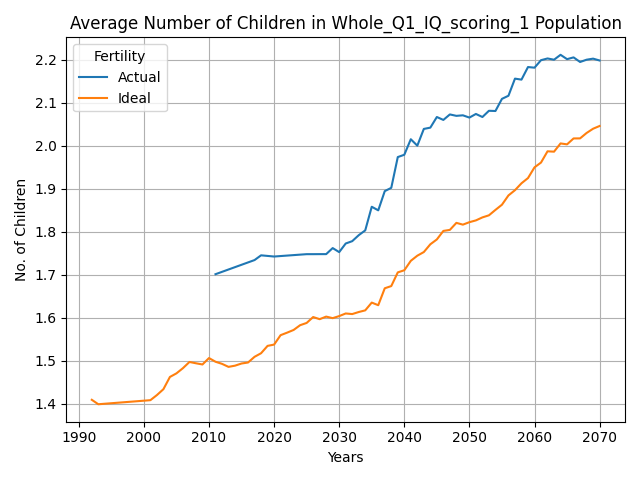 Average Number of Children in Whole_Q1_IQ_scoring_1 Population
Fertility
Actual
Ideal
No. of Children
2.2
2.1
2.0
1.9
1.8
1.7
1.6
1.5
1.4
1990 2000 2010 2020 2030 2040 2050 2060 2070
Years